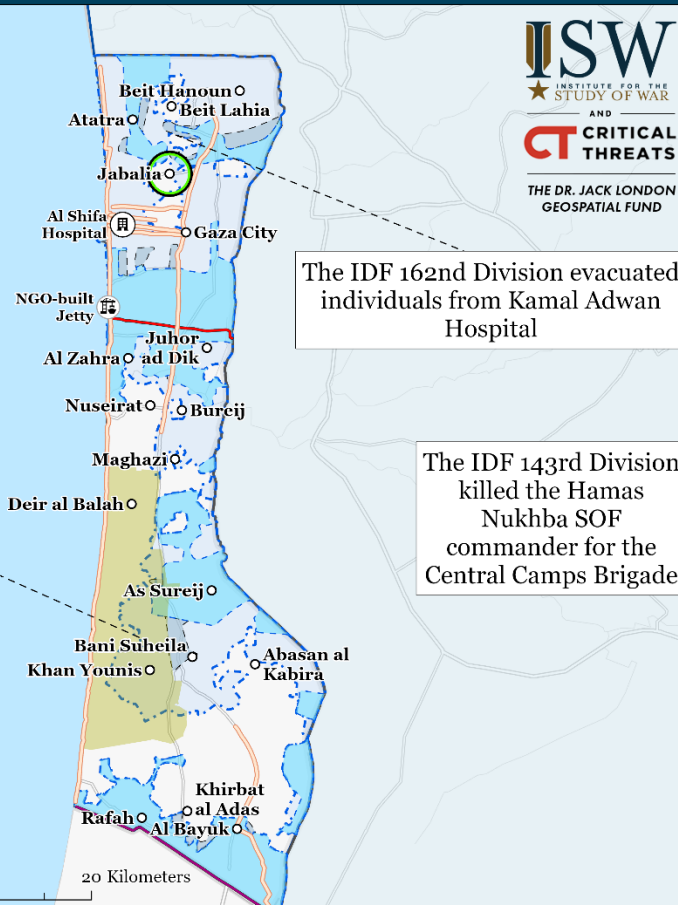 ISW
INSTITUTE FOR THE
STUDY OF WAR
AND
CT CRITICAL
THREATS
THE DR. JACK LONDON
GEOSPATIAL FUND
Beit Hanoun
Beit Lahia
Atatra
Jabalia
Al Shifa
Hospital
Gaza City
The IDF 162nd Division evacuated
individuals from Kamal Adwan
Hospital
NGO-built
Jetty
Juhor
ad Dik
Al Zahra
Nuseirat
Bureij
Maghazi
The IDF 143rd Division
killed the Hamas
Nukhba SOF
commander for the
Central Camps Brigade
Deir al Balah
As Sureij
Bani Suheila
Abasan al
Kabira
Khan Younis
Khirbat
al Adas
Rafah
Al Bayuk
20 Kilometers